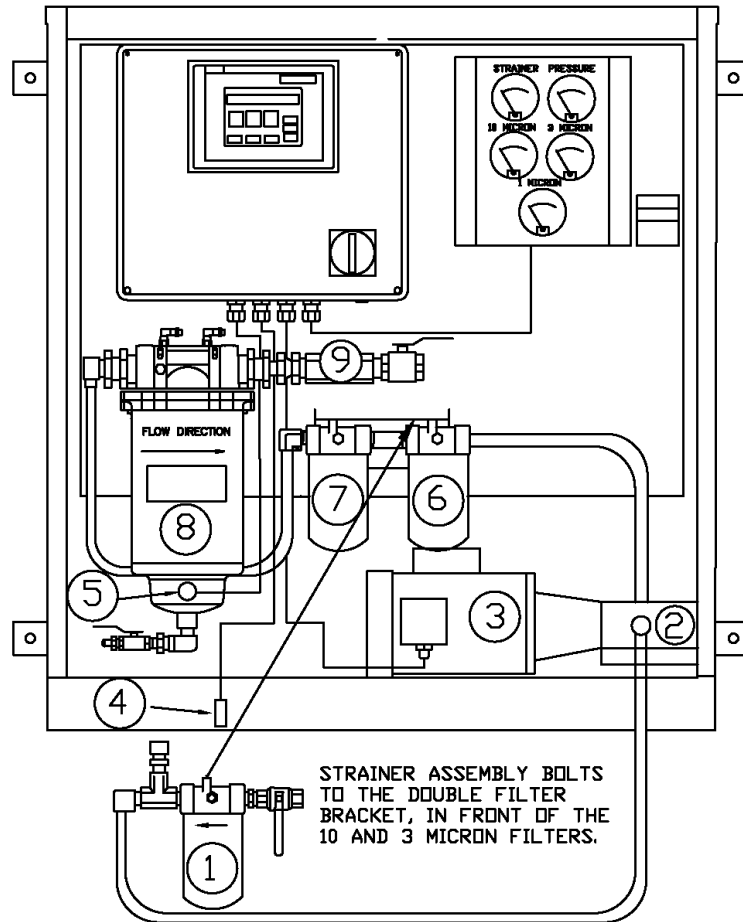 STRAINER PRESSURE
10 MICRON 3 MICRON
1 MICRON
9
FLOW DIRECTION
7
6
8
5
3
2
4
STRAINER ASSEMBLY BOLTS
TO THE DOUBLE FILTER
BRACKET, IN FRONT OF THE
10 AND 3 MICRON FILTERS.
1